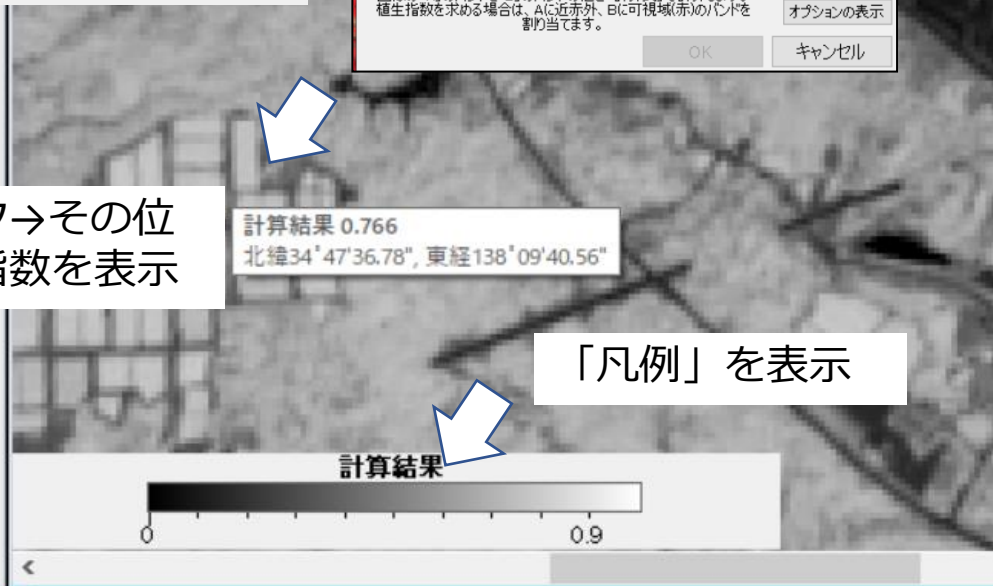 植生指数を求める場合は、Aに近赤外、Bに可視域(赤)のバンドを
割り当てます。
オプションの表示
OK
キャンセル
→その位
指数を表示
計算結果 0.766
北緯34˚47'36.78", 東経138˚09'40.56"
「凡例」を表示
計算結果
0
0.9